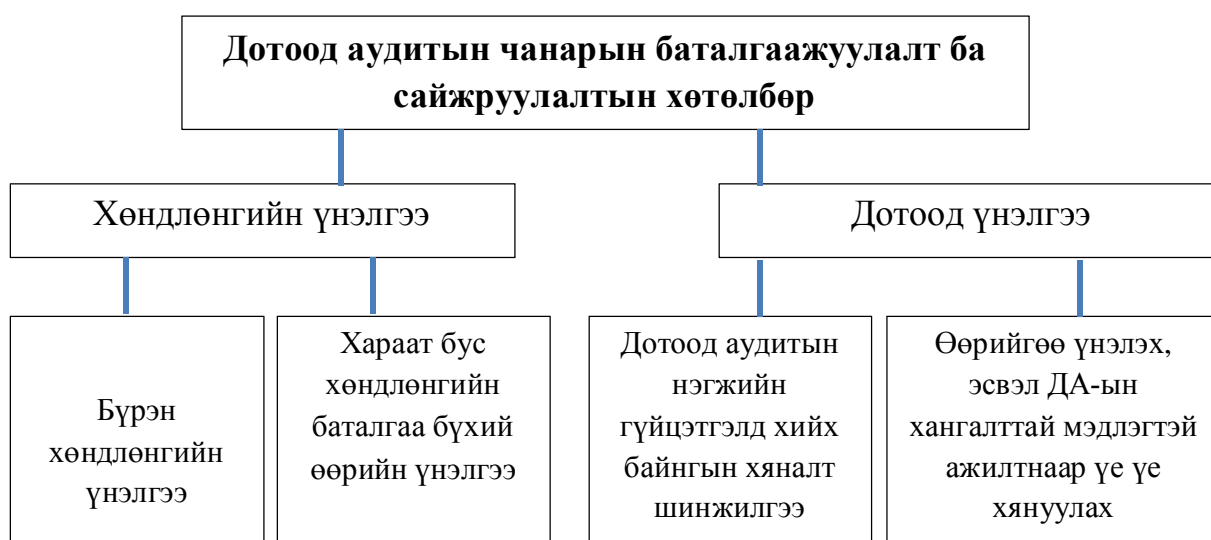 Дотоод аудитын чанарын баталгаажуулалт ба
сайжруулалтын хөтөлбөр
Хөндлөнгийн үнэлгээ
Дотоод үнэлгээ
Бүрэн
хөндлөнгийн
үнэлгээ
Хараат бус
хөндлөнгийн
баталгаа бүхий
өөрийн үнэлгээ
Дотоод аудитын
нэгжийн
гүйцэтгэлд хийх
байнгын хяналт
шинжилгээ
Өөрийгөө үнэлэх,
эсвэл ДА-ын
хангалттай мэдлэгтэй
ажилтнаар үе үе
хянуулах